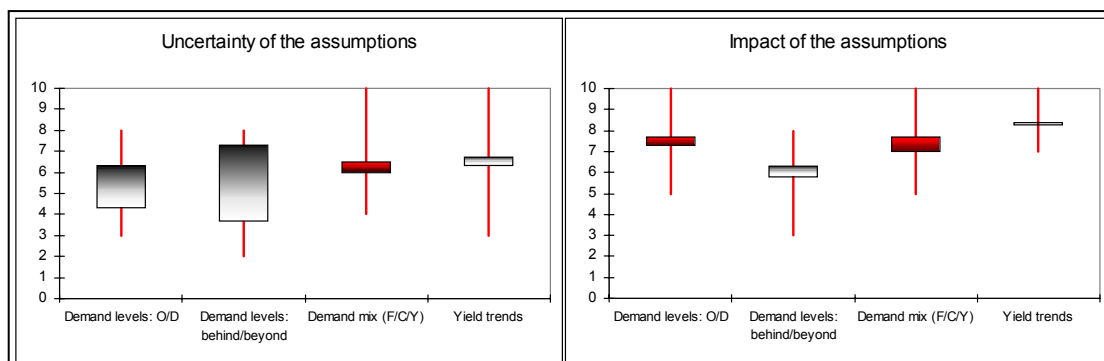 Uncertainty of the assumptions
10
9
8
7
6
5
4
3
2
1
0
Demand levels: O/D
Demand levels:
behind/beyond
Demand mix (F/C/Y)
Yield trends
Impact of the assumptions
10
9
8
7
6
5
4
3
2
1
0
Demand levels: O/D
Demand levels:
behind/beyond
Demand mix (F/C/Y)
Yield trends